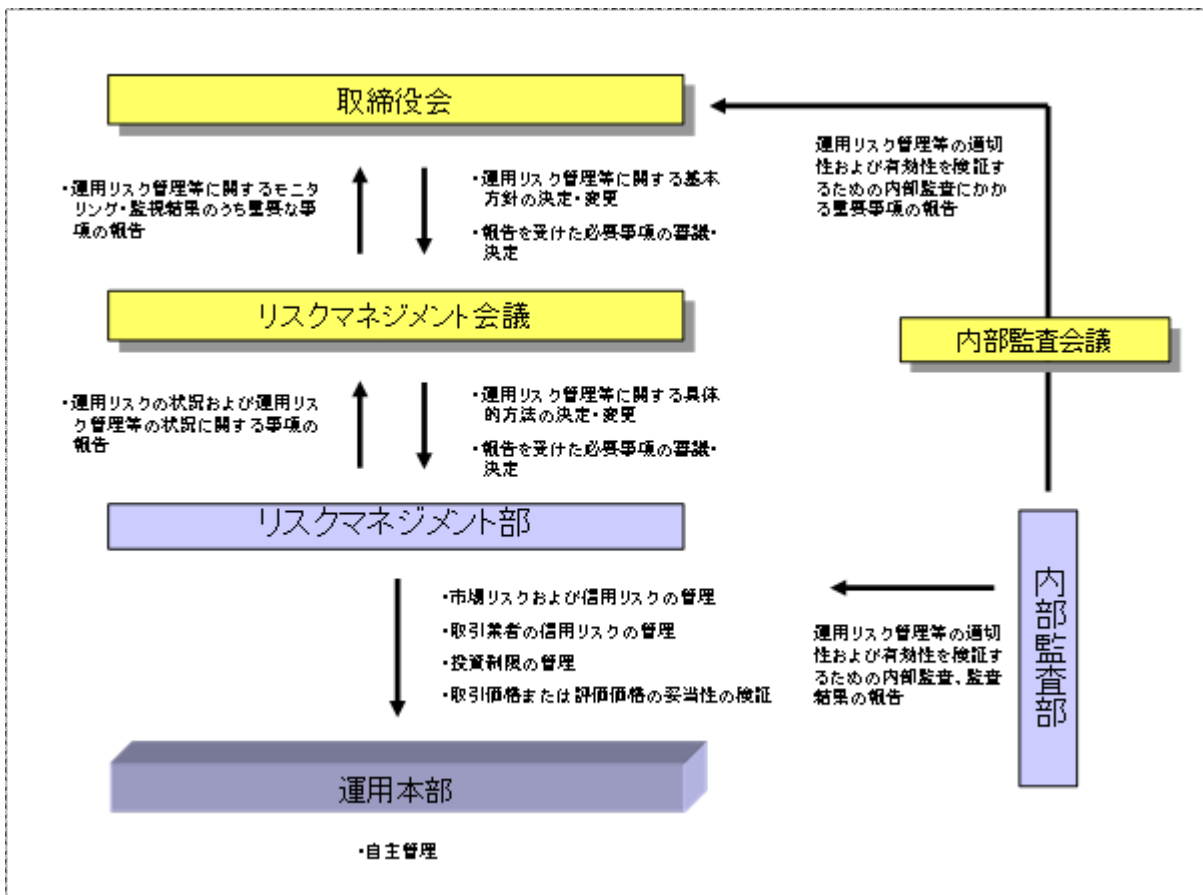 取締役会
・運用リスク管理等に関するモニ
タリング・監視結果のうち重要な事
項の報告
・運用リスク管理等に関する基本
方針の決定・変更
・報告を受けた必要事項の審議・
決定
運用リスク管理等の適切
性および有効性を検証す
るための内部監査にかか
る重要事項の報告
リスクマネジメント会議
内部監査会議
・運用リスクの状況および運用リス
ク管理等の状況に関する事項の
報告
・運用リスク管理等に関する具体
的方法の決定・変更
・報告を受けた必要事項の審議・
決定
リスクマネジメント部
内部監査部
・市場リスクおよび信用リスクの管理
・取引業者の信用リスクの管理
・投資制限の管理
・取引価格または評価価格の妥当性の検証
運用リスク管理等の適切
性および有効性を検証す
るための内部監査、監査
結果の報告
運用本部
・自主管理